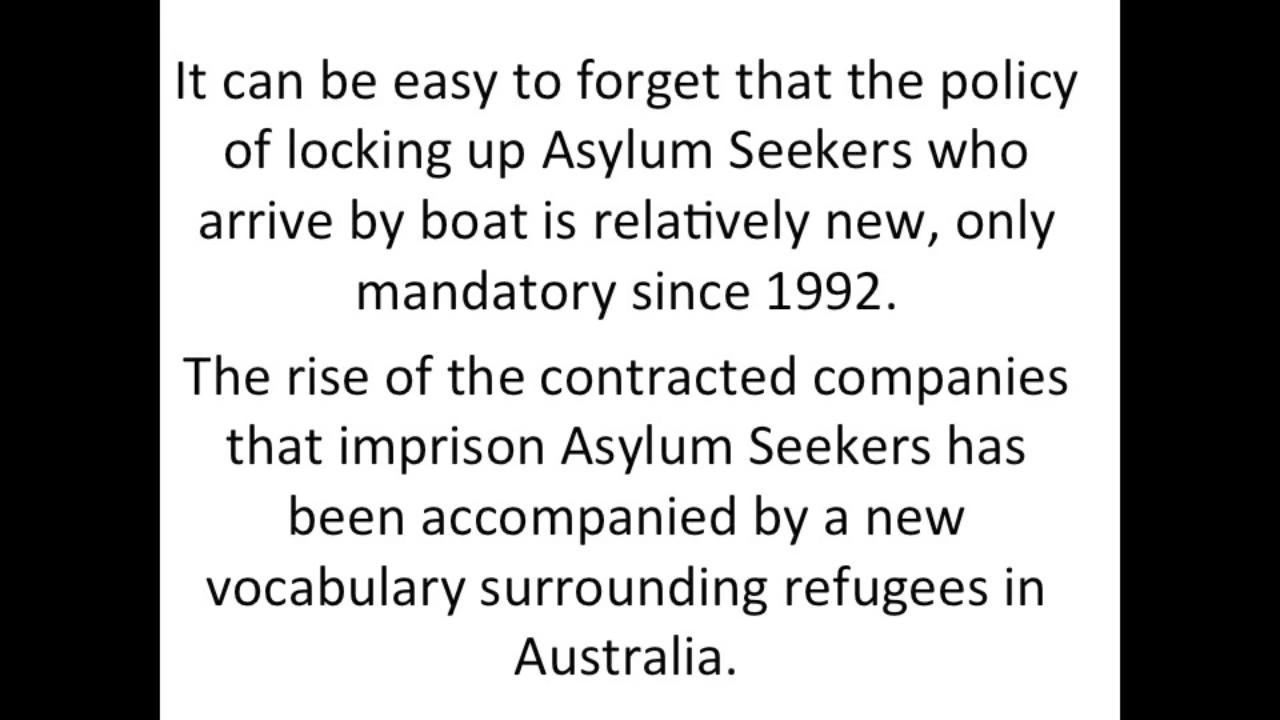 It can be easy to forget that the policy
of locking up Asylum Seekers who
arrive by boat is relatively new, only
mandatory since 1992.
The rise of the contracted companies
that imprison Asylum Seekers has
been accompanied by a new
vocabulary surrounding refugees in
Australia.